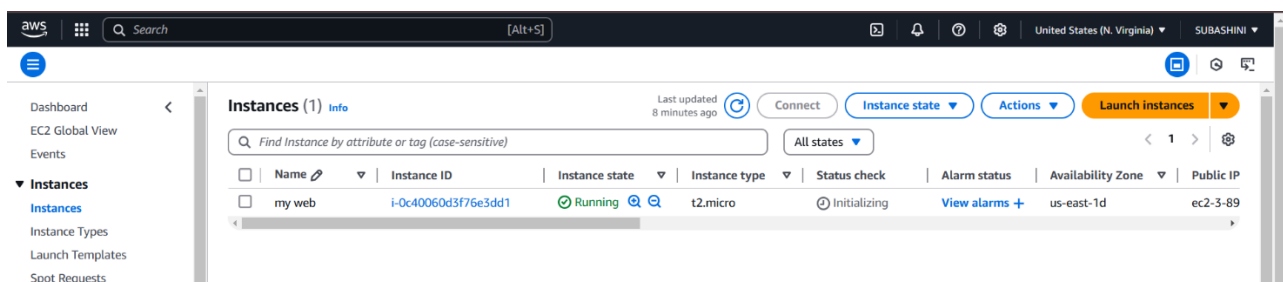 aws Search [Alt+S] United States (N. Virginia) SUBASHINI
Dashboard
EC2 Global View
Events
Instances
Instances
Instance Types
Launch Templates
Spot Requests
Instances (1) Info Last updated 8 minutes ago Connect Instance state Actions Launch instances
Find Instance by attribute or tag (case-sensitive) All states 1
Name Instance ID Instance state Instance type Status check Alarm status Availability Zone Public IP
my web i-0c40060d3f76e3dd1 Running t2.micro Initializing View alarms + us-east-1d ec2-3-89